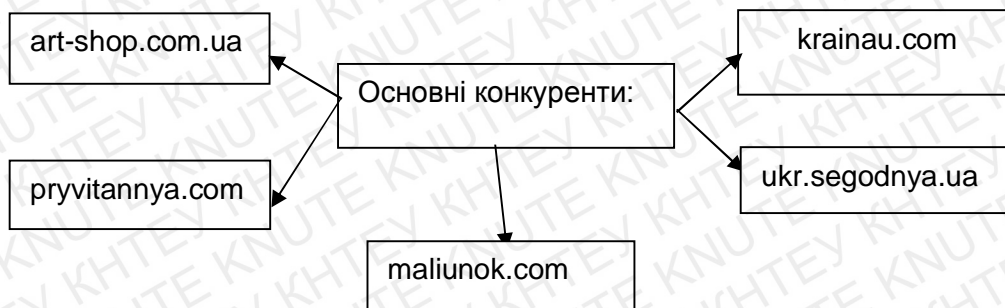 art-shop.com.ua
krainau.com
Основні конкуренти:
pryvitannya.com
ukr.segodnya.ua
maliunok.com